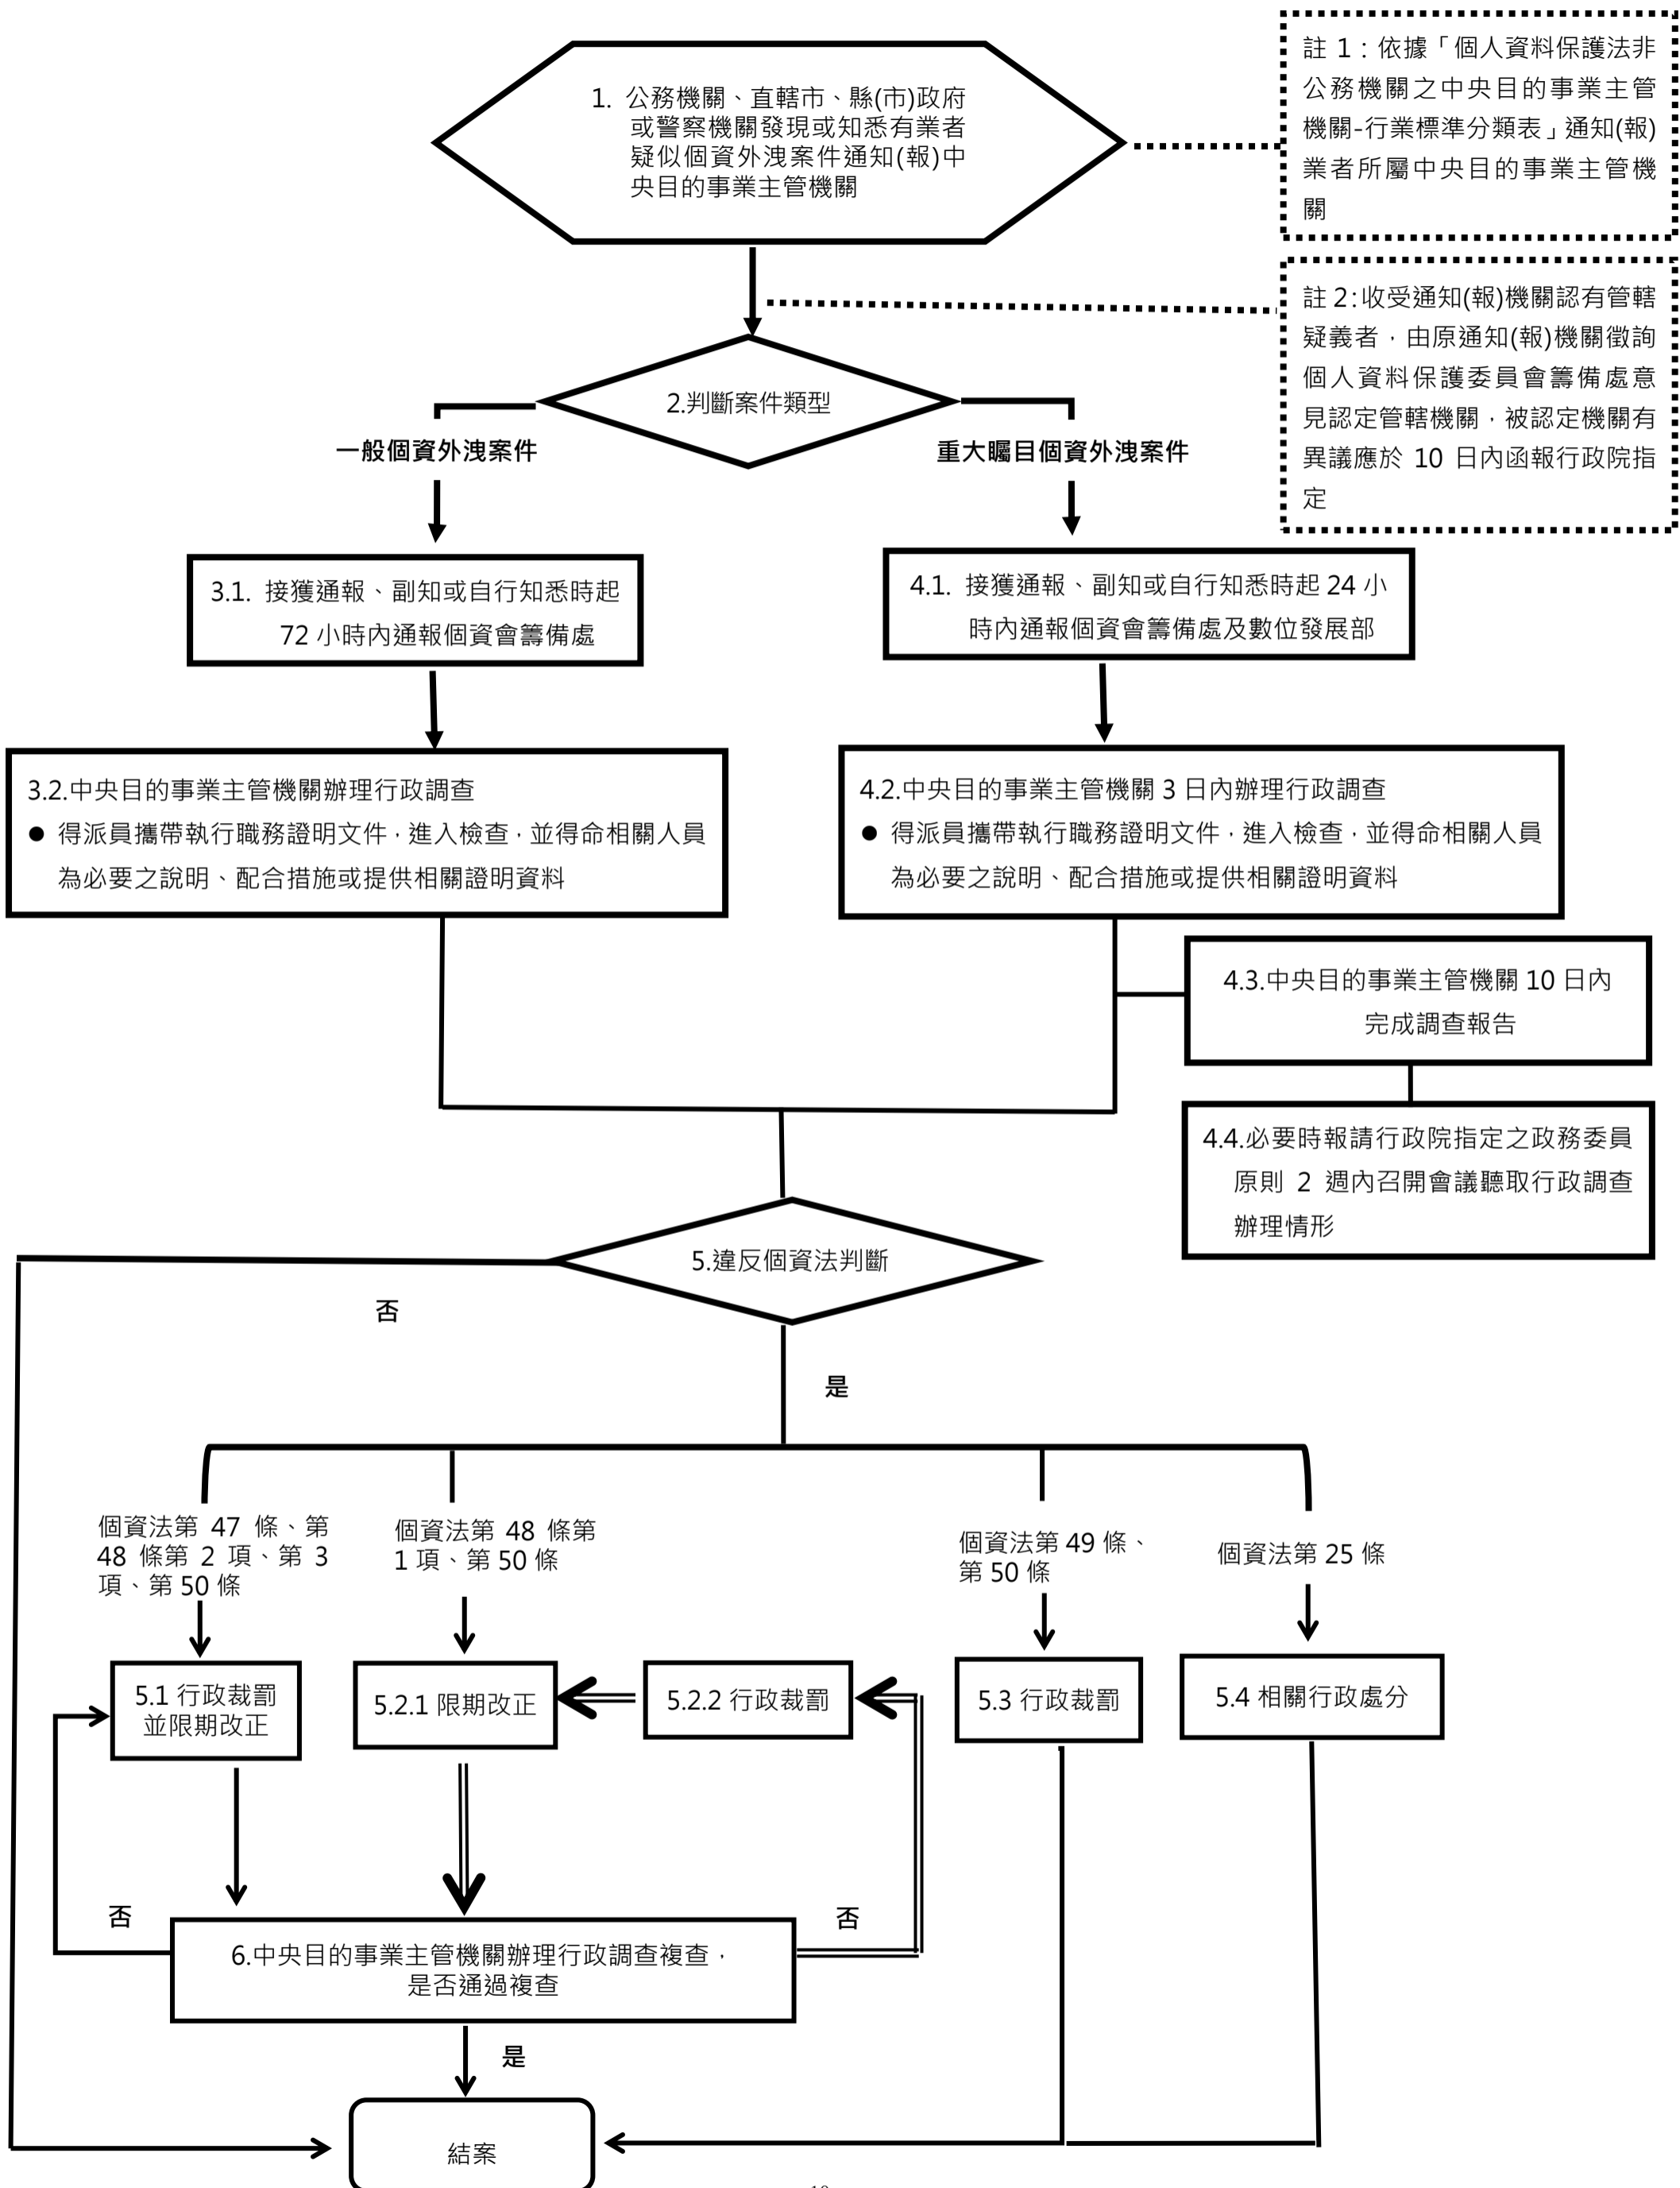 1. 公務機關、直轄市、縣(市)政府
或警察機關發現或知悉有業者
疑似個資外洩案件通知(報)中
央目的事業主管機關
註 1：依據「個人資料保護法非
公務機關之中央目的事業主管
機關-行業標準分類表」通知(報)
業者所屬中央目的事業主管機
關
註 2:收受通知(報)機關認有管轄
疑義者，由原通知(報)機關徵詢
個人資料保護委員會籌備處意
見認定管轄機關，被認定機關有
異議應於 10 日內函報行政院指
定
2.判斷案件類型
一般個資外洩案件
重大矚目個資外洩案件
3.1. 接獲通報、副知或自行知悉時起
72 小時內通報個資會籌備處
4.1. 接獲通報、副知或自行知悉時起 24 小
時內通報個資會籌備處及數位發展部
3.2.中央目的事業主管機關辦理行政調查
● 得派員攜帶執行職務證明文件，進入檢查，並得命相關人員
為必要之說明、配合措施或提供相關證明資料
4.2.中央目的事業主管機關 3 日內辦理行政調查
● 得派員攜帶執行職務證明文件，進入檢查，並得命相關人員
為必要之說明、配合措施或提供相關證明資料
4.3.中央目的事業主管機關 10 日內
完成調查報告
4.4.必要時報請行政院指定之政務委員
原則 2 週內召開會議聽取行政調查
辦理情形
5.違反個資法判斷
否
是
個資法第 47 條、第
48 條第 2 項、第 3
項、第 50 條
個資法第 48 條第
1 項、第 50 條
個資法第 49 條、
第 50 條
個資法第 25 條
5.1 行政裁罰
並限期改正
5.2.1 限期改正
5.2.2 行政裁罰
5.3 行政裁罰
5.4 相關行政處分
否
否
6.中央目的事業主管機關辦理行政調查複查，
是否通過複查
是
結案